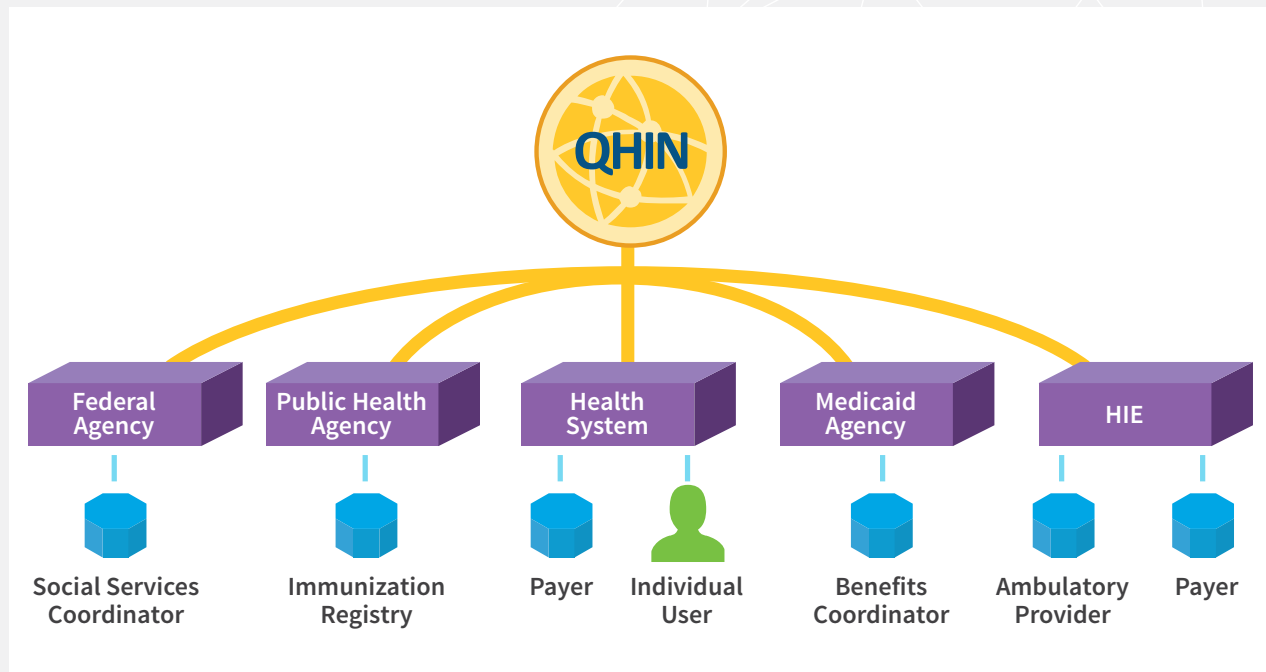 QHIN
Federal
Agency
Public Health
Agency
Health
System
Medicaid
Agency
HIE
Social Services
Coordinator
Immunization
Registry
Payer
Individual
User
Benefits
Coordinator
Ambulatory
Provider
Payer